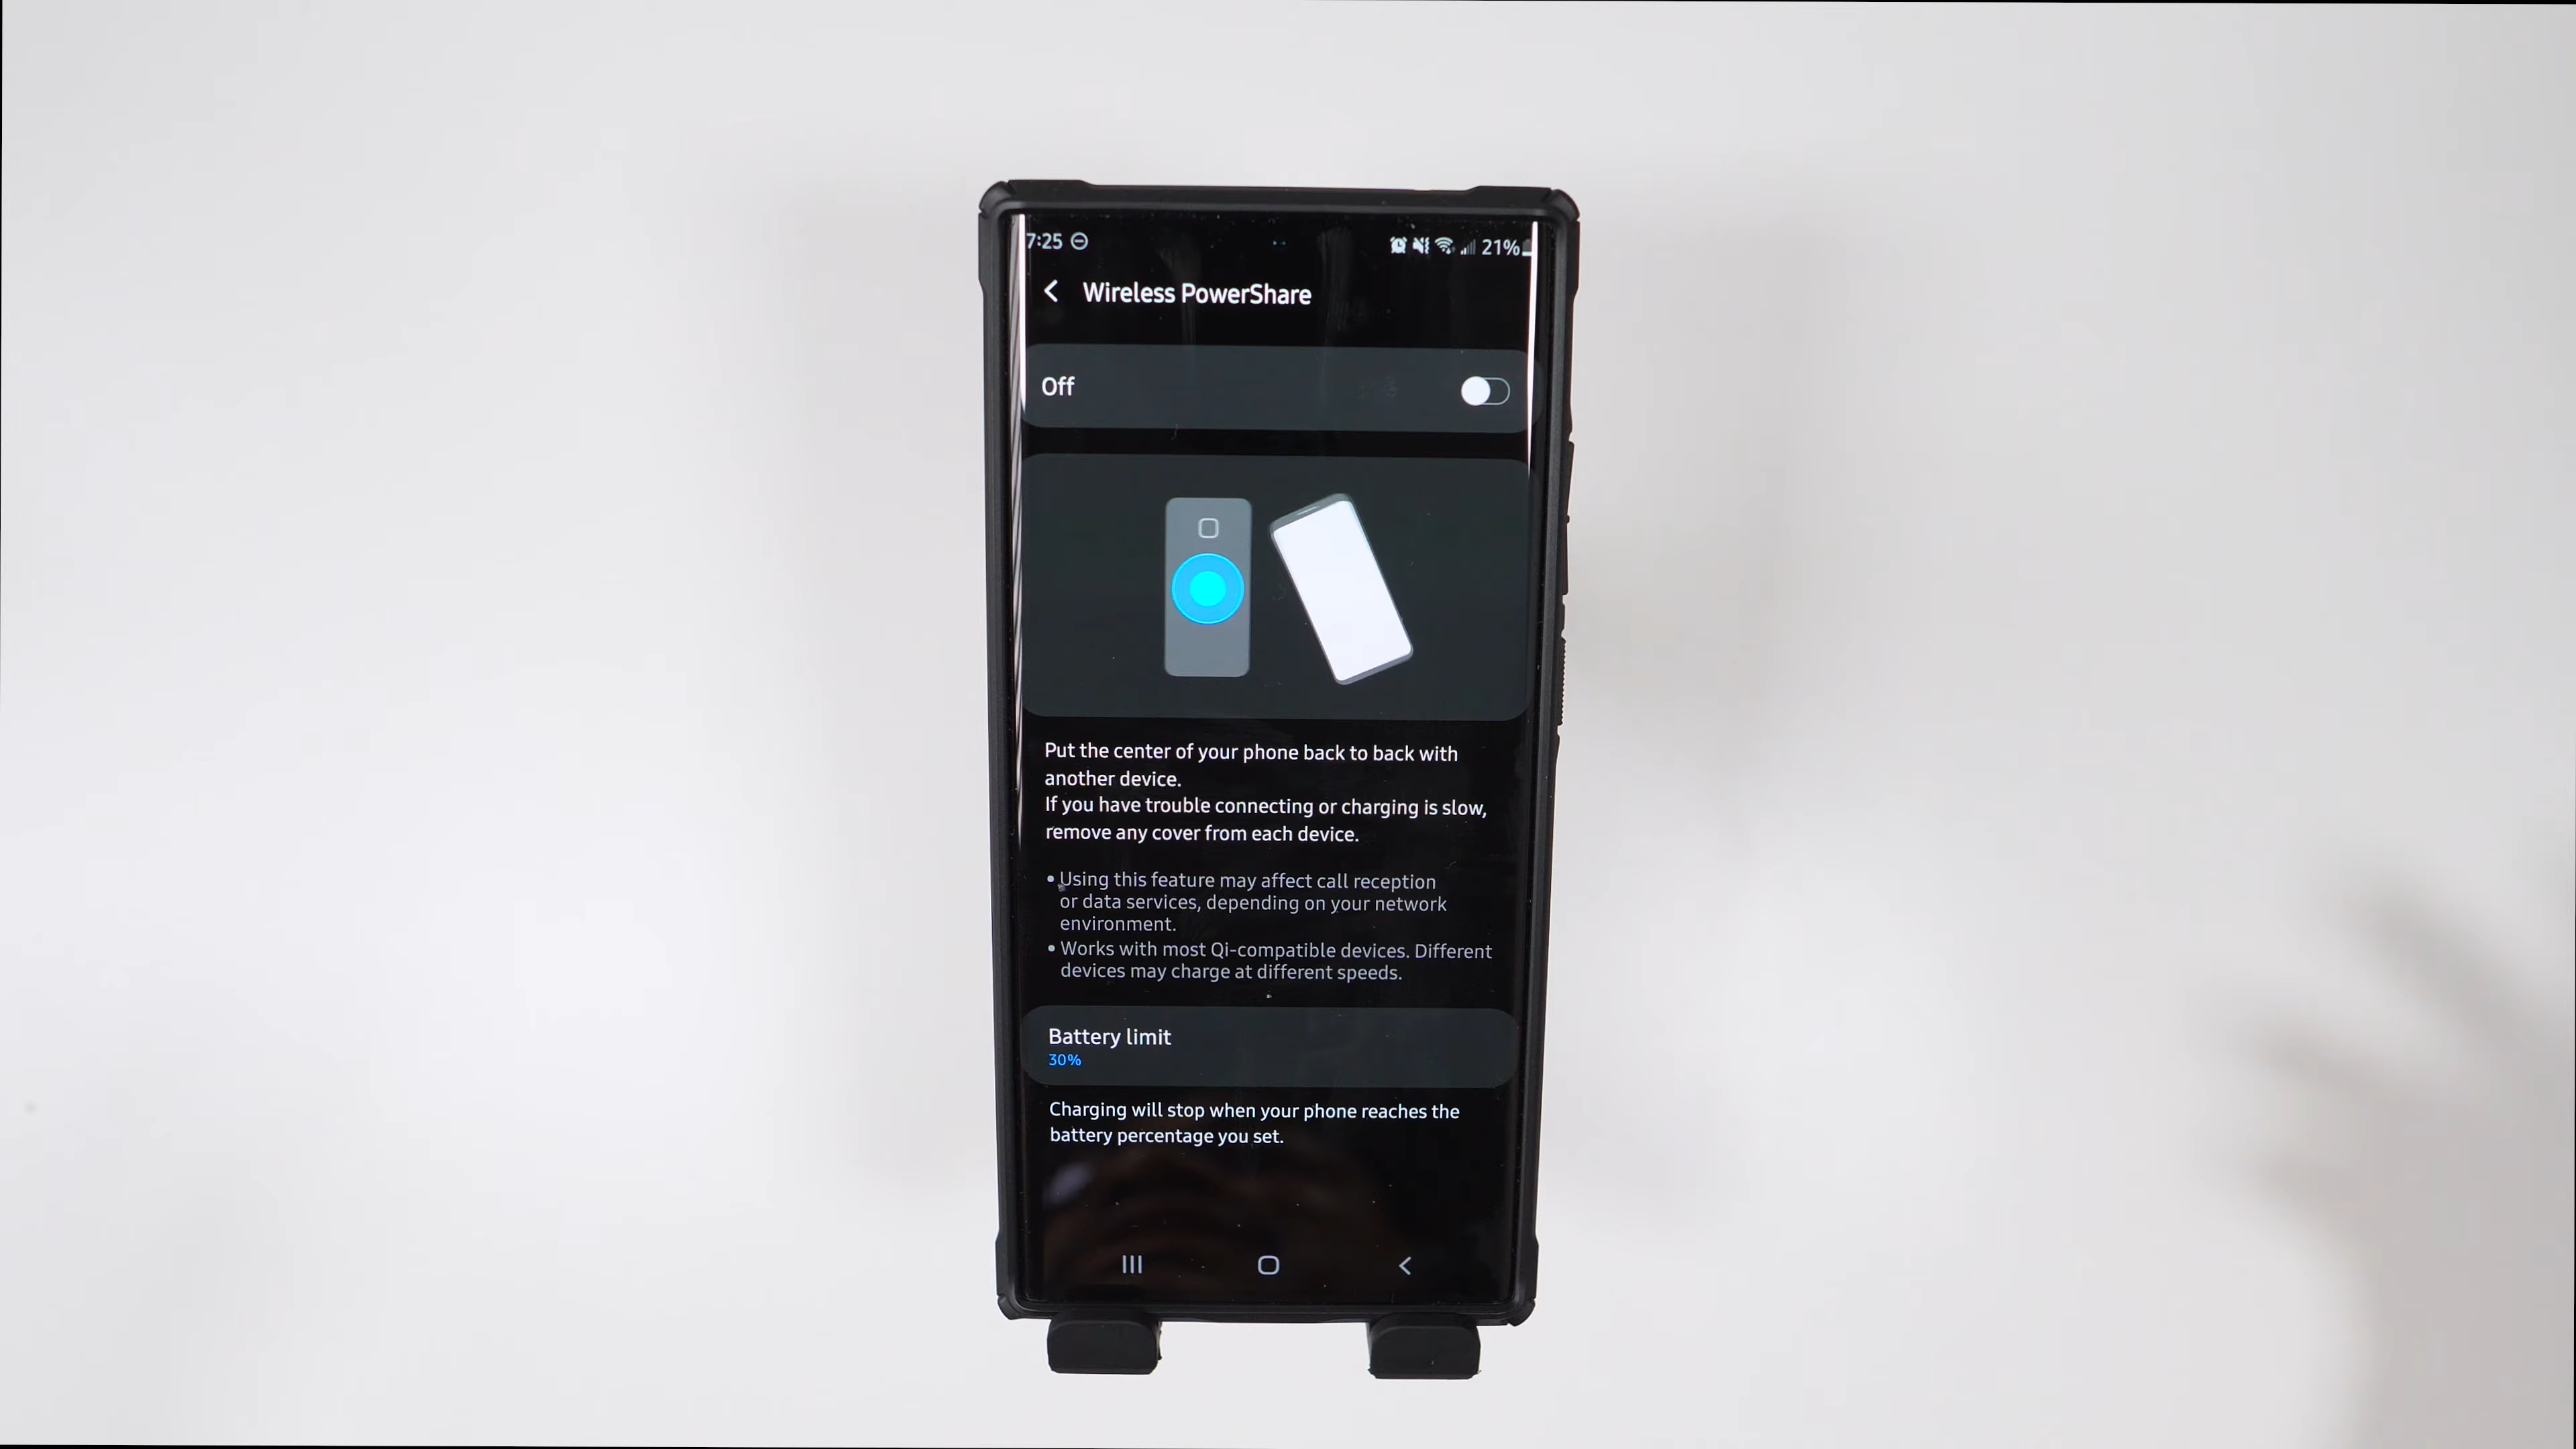 7:25
21%
Wireless PowerShare
Off
Put the center of your phone back to back with
another device.
If you have trouble connecting or charging is slow,
remove any cover from each device.
• Using this feature may affect call reception
or data services, depending on your network
environment.
• Works with most Qi-compatible devices. Different
devices may charge at different speeds.
Battery limit
30%
Charging will stop when your phone reaches the
battery percentage you set.